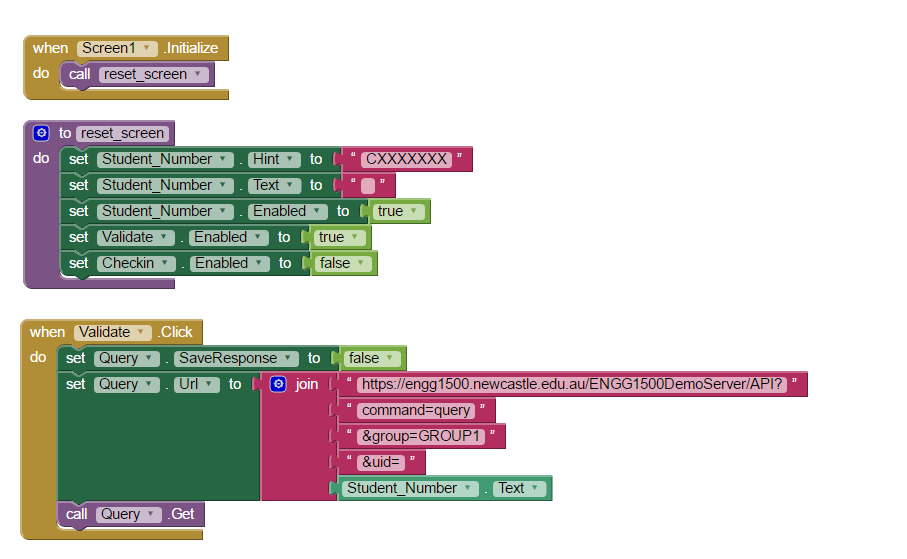 when Screen1 .Initialize
do call reset_screen
to reset_screen
do set Student_Number . Hint to " CXXXXXXX "
set Student_Number . Text to " "
set Student_Number . Enabled to true
set Validate . Enabled to true
set Checkin . Enabled to false
when Validate .Click
do set Query . SaveResponse to false
set Query . Url to join " https://engg1500.newcastle.edu.au/ENGG1500DemoServer/API? "
" command=query "
" &group=GROUP1 "
" &uid= "
Student_Number . Text
call Query .Get